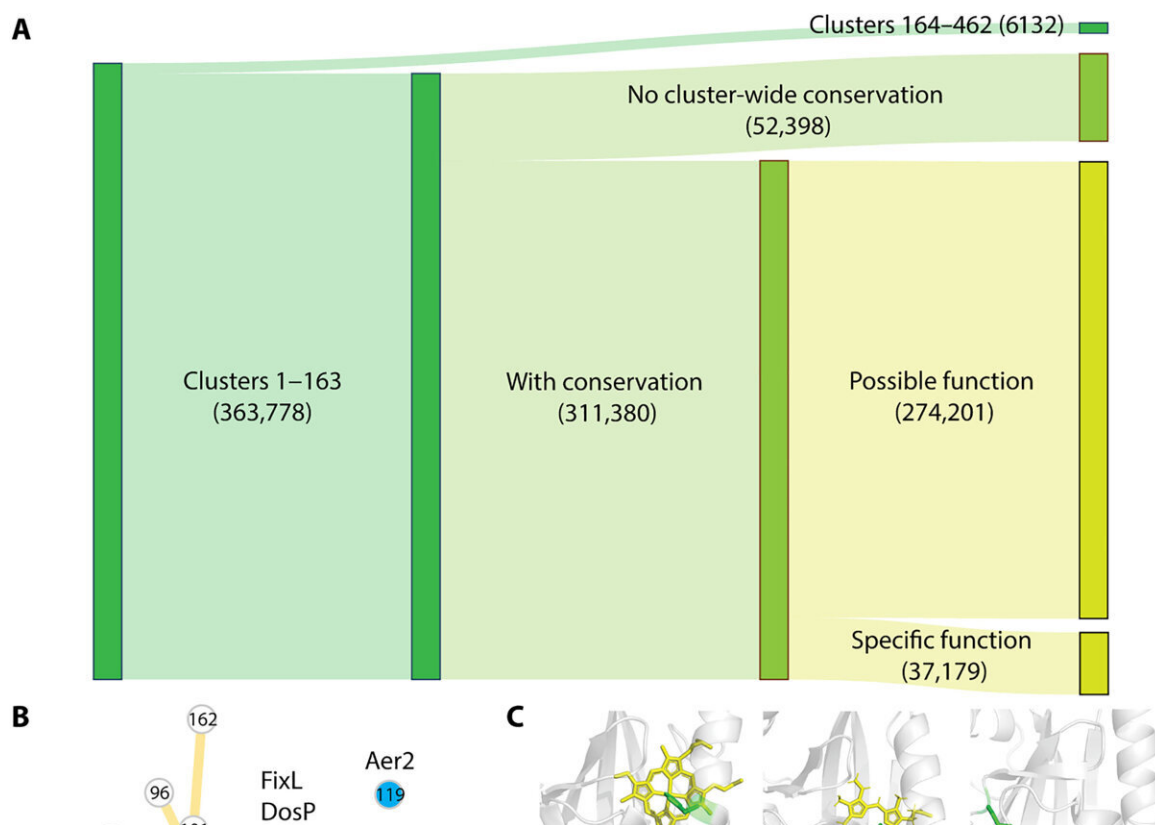 A
Clusters 164–462 (6132)
No cluster-wide conservation
(52,398)
Clusters 1–163
(363,778)
With conservation
(311,380)
Possible function
(274,201)
Specific function
(37,179)
B
162
96
FixL
DosP
Aer2
119
C